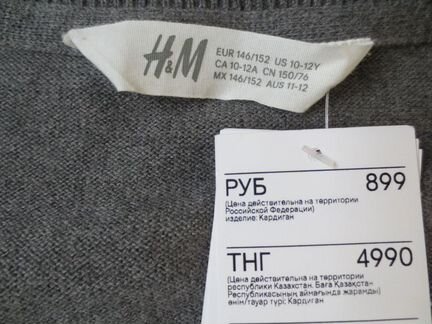 H&M
EUR 146/152 US 10-12Y
CA 10-12A CN 150/76
MX 146/152 AUS 11-12
РУБ 899
(Цена действительна на территории
Российской Федерации)
изделие: Кардиган
ТНГ 4990
(Цена действительна на территории
республики Казахстан. Баға Қазақстан
Республикасының аймағында жарамды)
өнім/тауар түрі: Кардиган